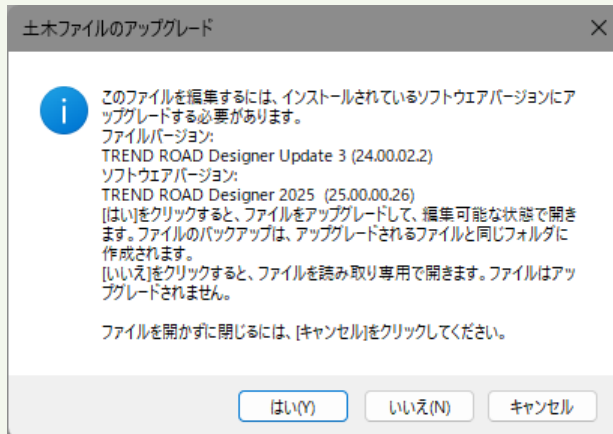 土木ファイルのアップグレード
このファイルを編集するには、インストールされているソフトウエアバージョンにア
ップグレードする必要があります。
ファイルバージョン:
TREND ROAD Designer Update 3 (24.00.02.2)
ソフトウエアバージョン:
TREND ROAD Designer 2025  (25.00.00.26)
[はい]をクリックすると、ファイルをアップグレードして、編集可能な状態で開き
ます。ファイルのバックアップは、アップグレードされるファイルと同じフォルダに
作成されます。
[いいえ]をクリックすると、ファイルを読み取り専用で開きます。ファイルはアッ
プグレードされません。
ファイルを開かずに閉じるには、[キャンセル]をクリックしてください。
はい(Y)
いいえ(N)
キャンセル